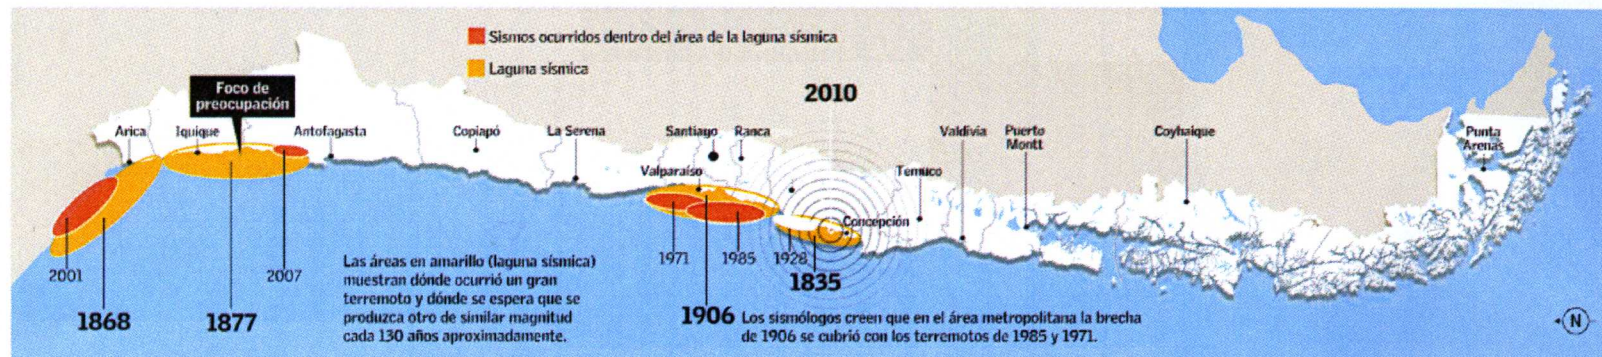 Sismos ocurridos dentro del área de la laguna sísmica
Laguna sísmica
2010
Foco de
preocupación
Arica
Iquique
Antofagasta
Copiapó
La Serena
Santiago
Ranca
Valparaíso
Concepción
Temuco
Valdivia
Puerto
Montt
Coyhaique
Punta
Arenas
2001
1868
1877
2007
1971
1985
1928
1835
1906
Las áreas en amarillo (laguna sísmica)
muestran dónde ocurrió un gran
terremoto y dónde se espera que se
produzca otro de similar magnitud
cada 130 años aproximadamente.
Los sismólogos creen que en el área metropolitana la brecha
de 1906 se cubrió con los terremotos de 1985 y 1971.
N